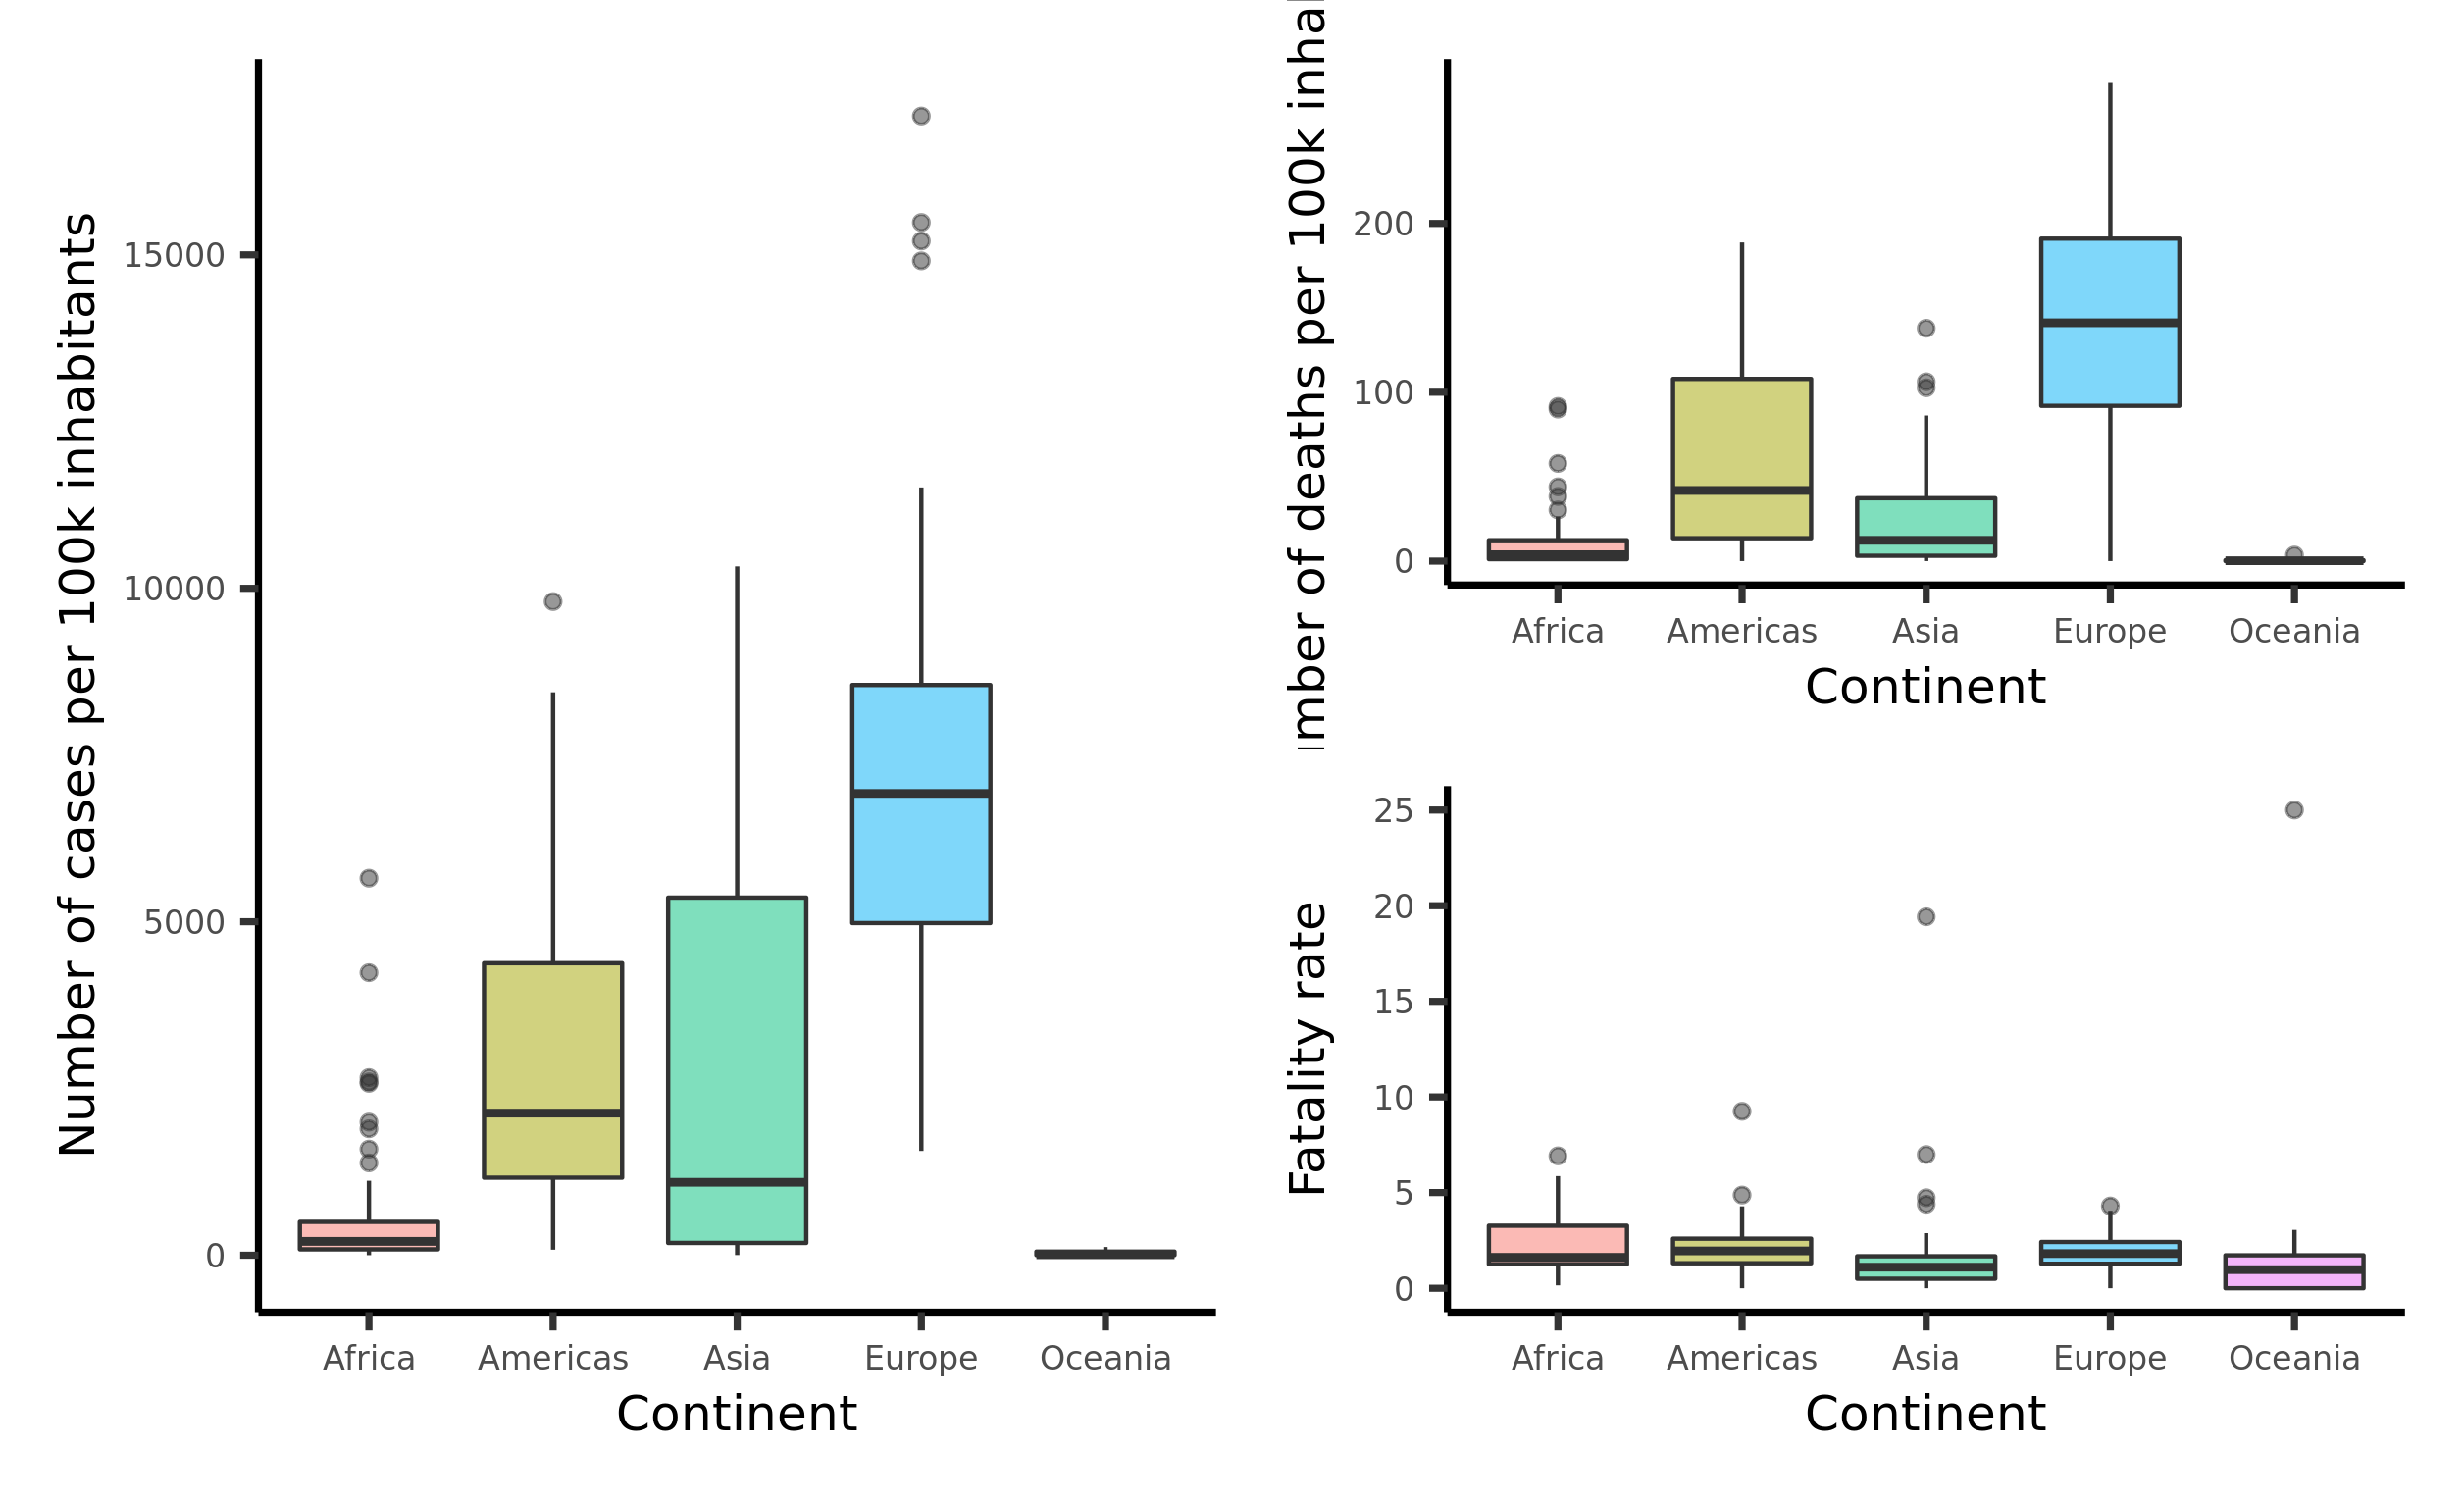 Number of cases per 100k inhabitants
15000
10000
5000
0
Africa Americas Asia Europe Oceania
Continent
mber of deaths per 100k inha
200
100
0
Africa Americas Asia Europe Oceania
Continent
Fatality rate
25
20
15
10
5
0
Africa Americas Asia Europe Oceania
Continent